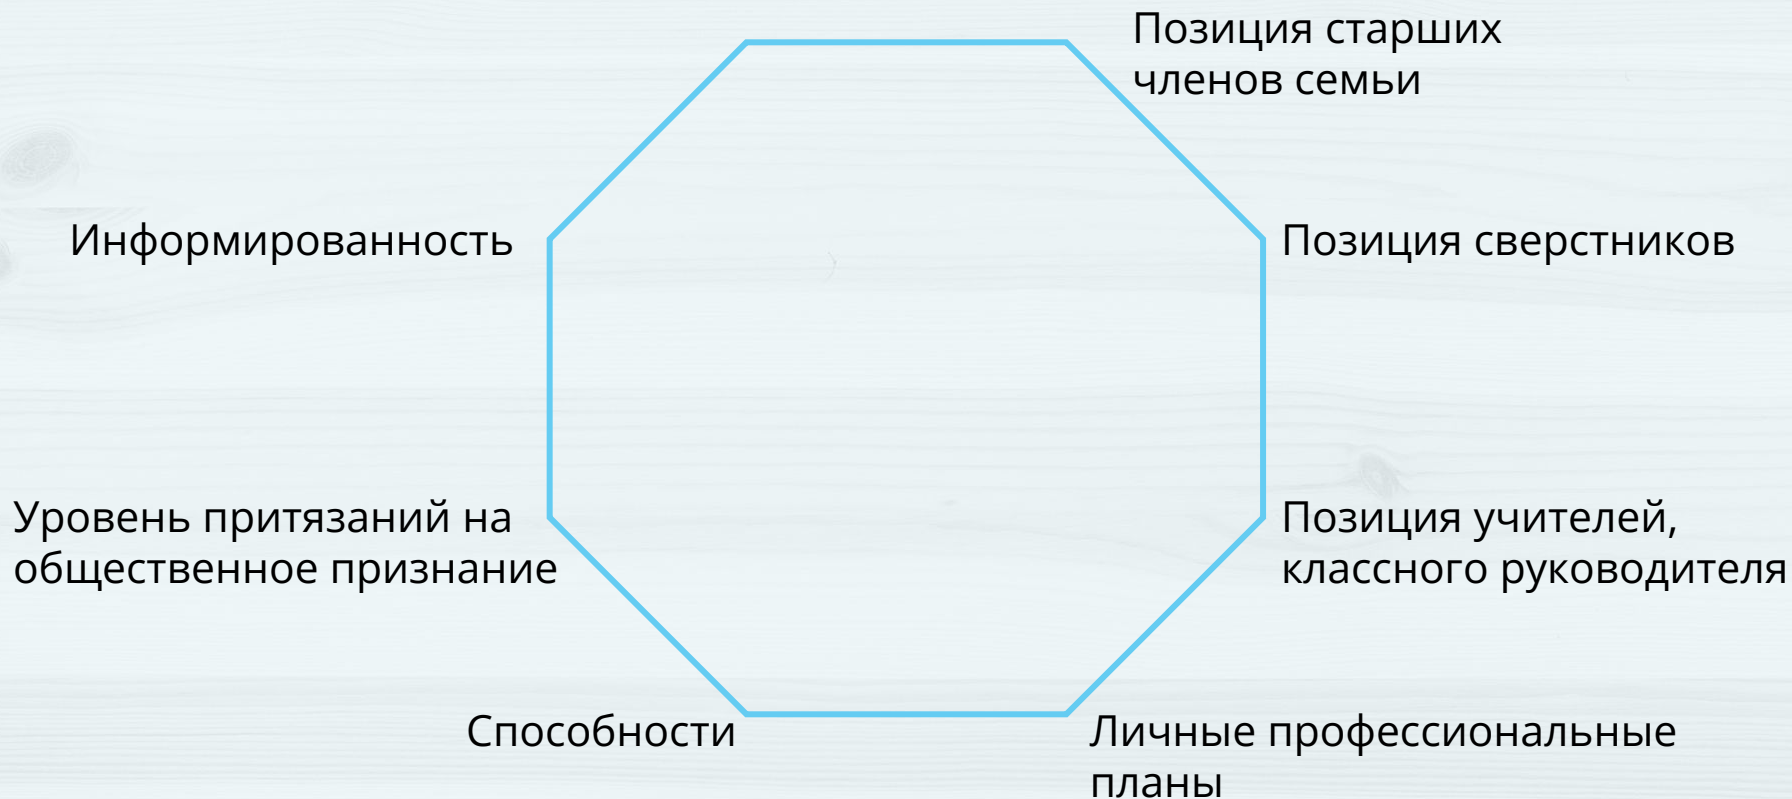 Позиция старших
членов семьи
Информированность
Позиция сверстников
Уровень притязаний на
общественное признание
Позиция учителей,
классного руководителя
Способности
Личные профессиональные
планы